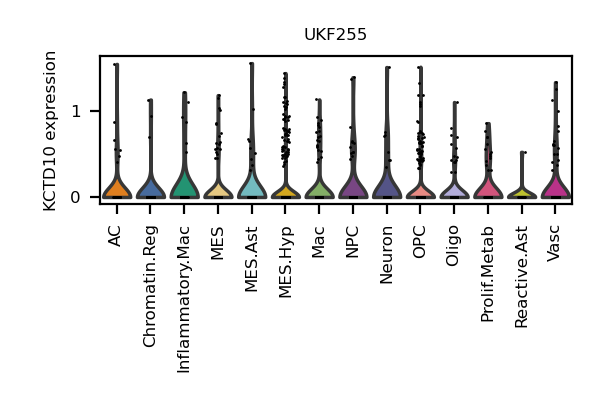 UKF255
KCTD10 expression
1
0
AC
Chromatin.Reg
Inflammatory.Mac
MES
MES.Ast
MES.Hyp
Mac
NPC
Neuron
OPC
Oligo
Prolif.Metab
Reactive.Ast
Vasc